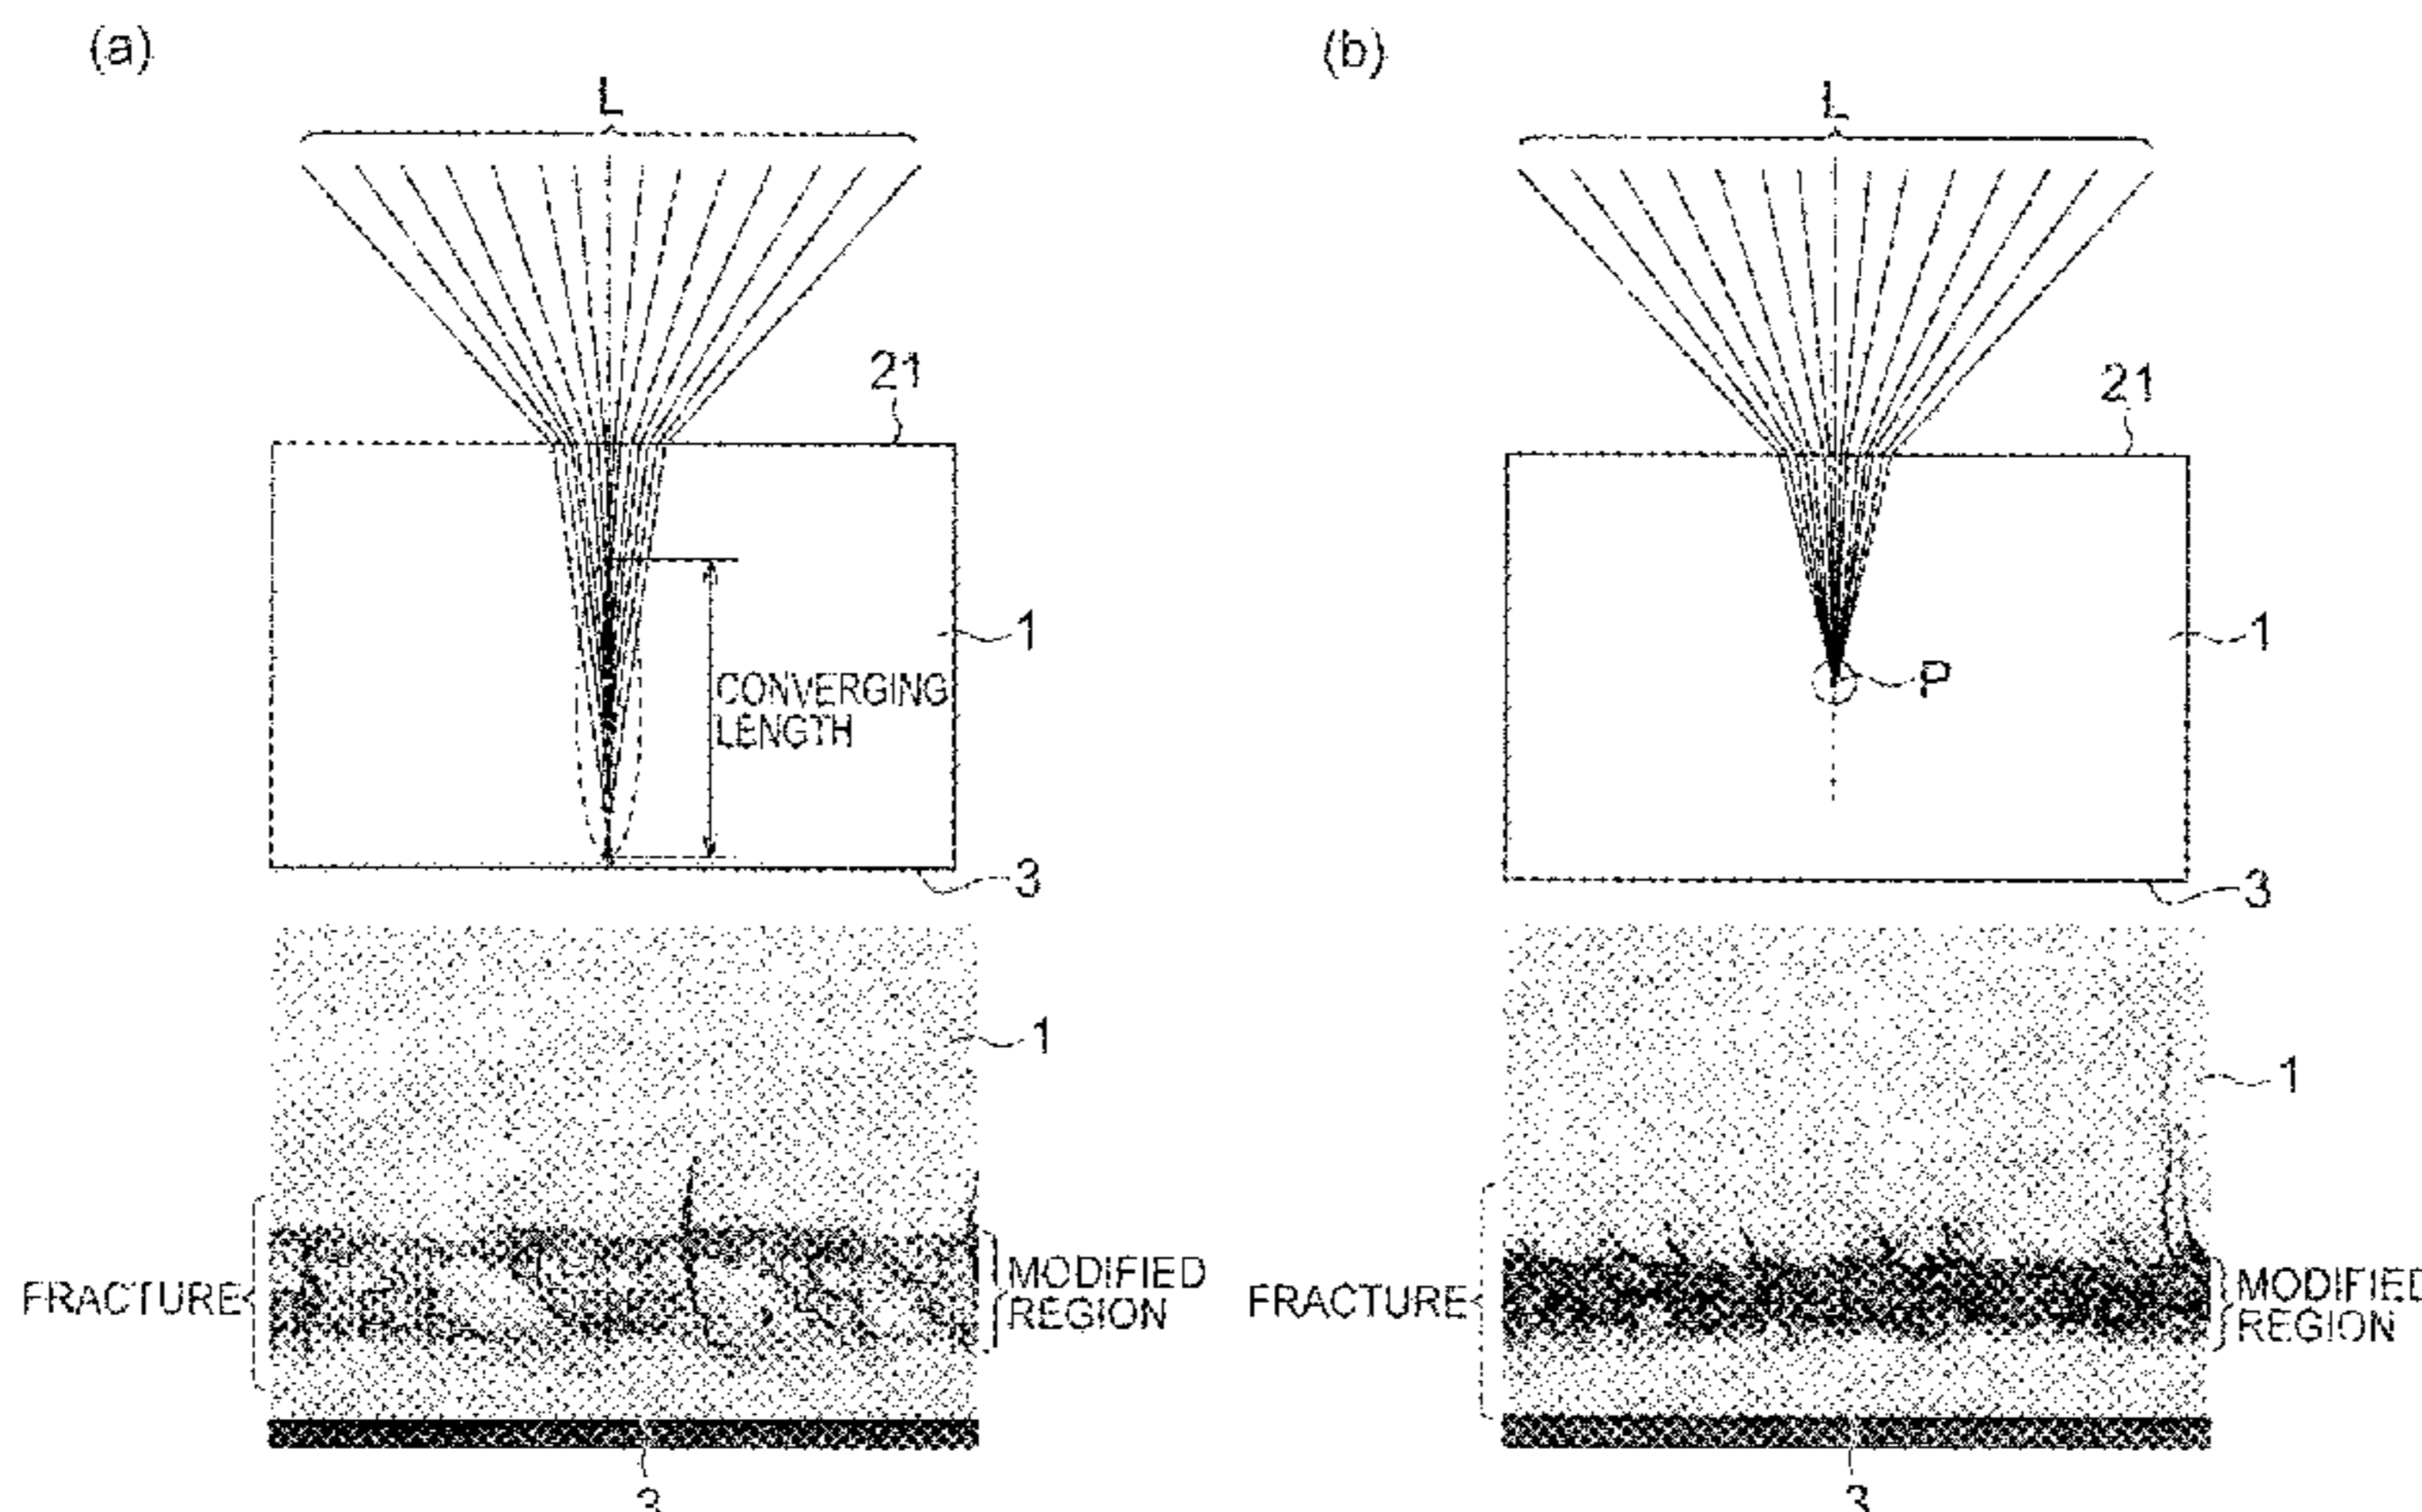 (a)
L
21
1
CONVERGING
LENGTH
3
1
FRACTURE
MODIFIED
REGION
3
(b)
L
21
1
P
3
1
FRACTURE
MODIFIED
REGION
3